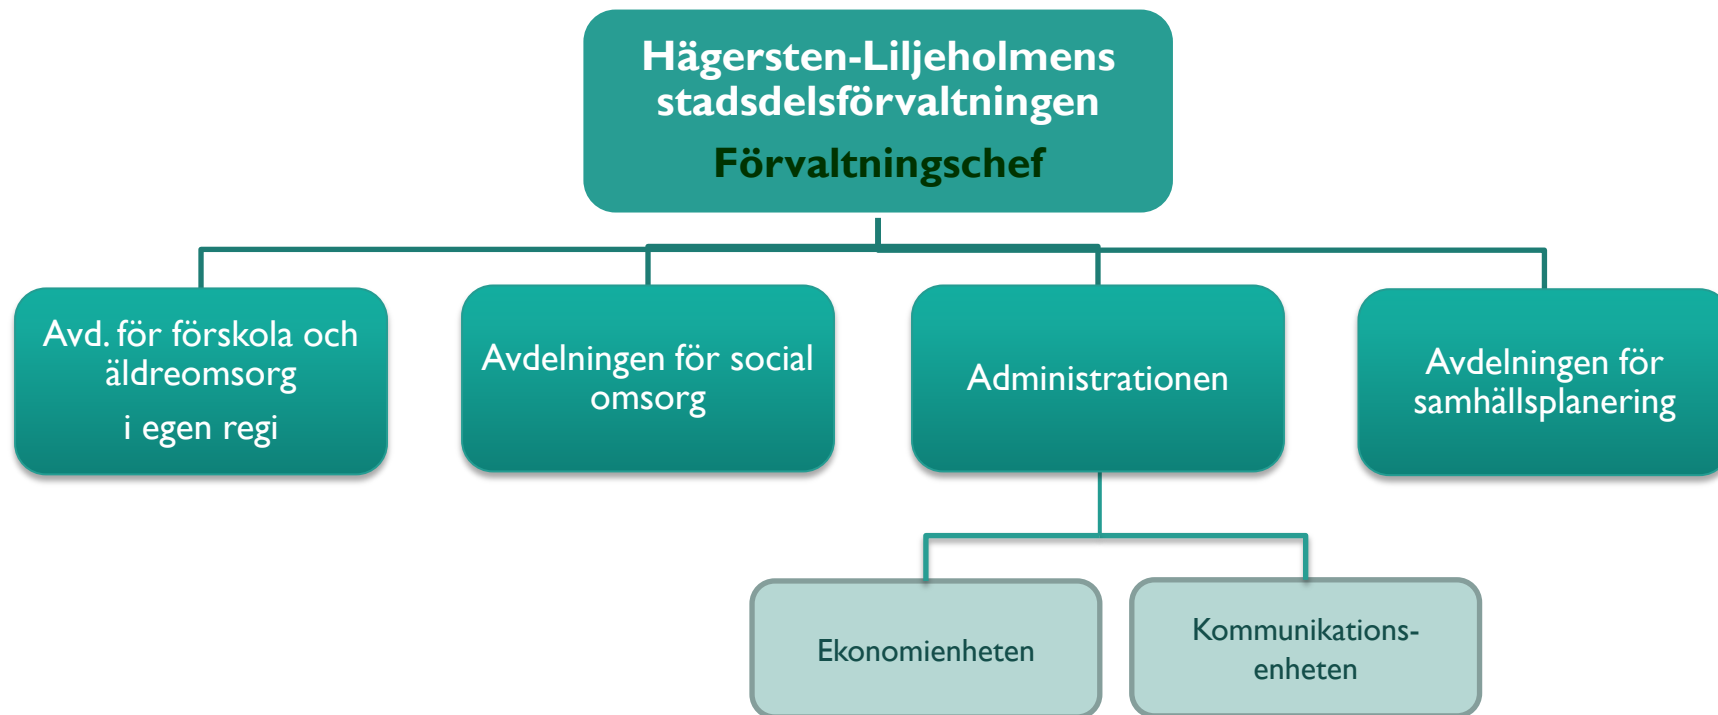 Hägersten-Liljeholmens
stadsdelsförvaltningen
Förvaltningschef
Avd. för förskola och
äldreomsorg
i egen regi
Avdelningen för social
omsorg
Administrationen
Avdelningen för
samhällsplanering
Ekonomienheten
Kommunikations-
enheten